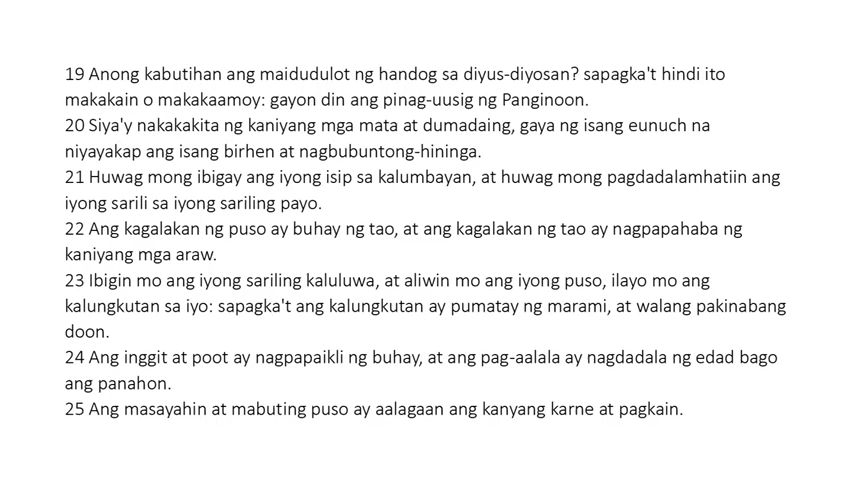 19 Anong kabutihan ang maidudulot ng handog sa diyus-diyosan? sapagka't hindi ito
makakain o makakaamoy: gayon din ang pinag-uusig ng Panginoon.
20 Siya'y nakakakita ng kaniyang mga mata at dumadaing, gaya ng isang eunuch na
niyayakap ang isang birhen at nagbubuntong-hininga.
21 Huwag mong ibigay ang iyong isip sa kalumbayan, at huwag mong pagdadalamhatiin ang
iyong sarili sa iyong sariling payo.
22 Ang kagalakan ng puso ay buhay ng tao, at ang kagalakan ng tao ay nagpapahaba ng
kaniyang mga araw.
23 Ibigin mo ang iyong sariling kaluluwa, at aliwin mo ang iyong puso, ilayo mo ang
kalungkutan sa iyo: sapagka't ang kalungkutan ay pumatay ng marami, at walang pakinabang
doon.
24 Ang inggit at poot ay nagpapaikli ng buhay, at ang pag-aalala ay nagdadala ng edad bago
ang panahon.
25 Ang masayahin at mabuting puso ay aalagaan ang kanyang karne at pagkain.